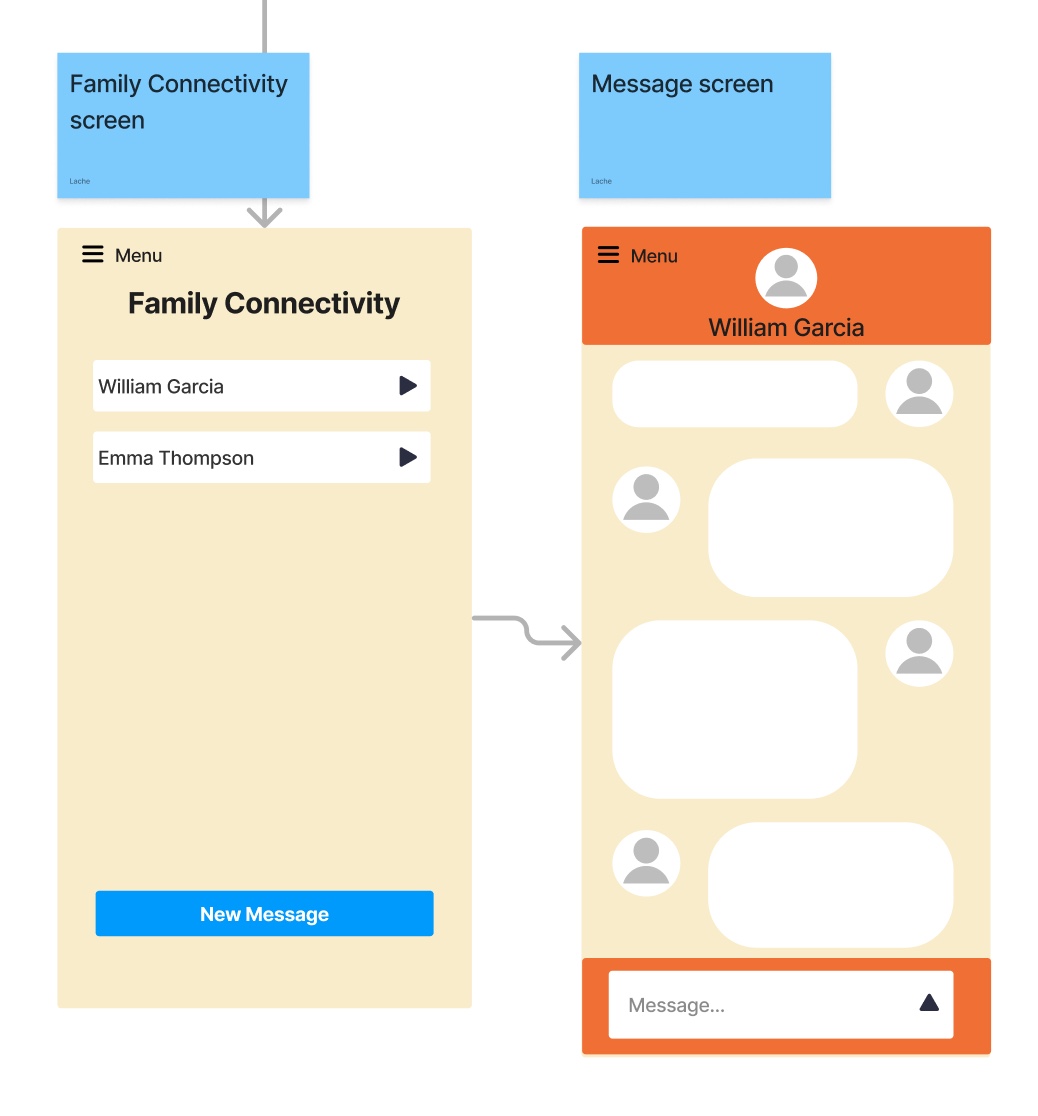 Family Connectivity
screen
Lache
Message screen
Lache
Menu
Family Connectivity
William Garcia
Emma Thompson
New Message
Menu
William Garcia
Message...